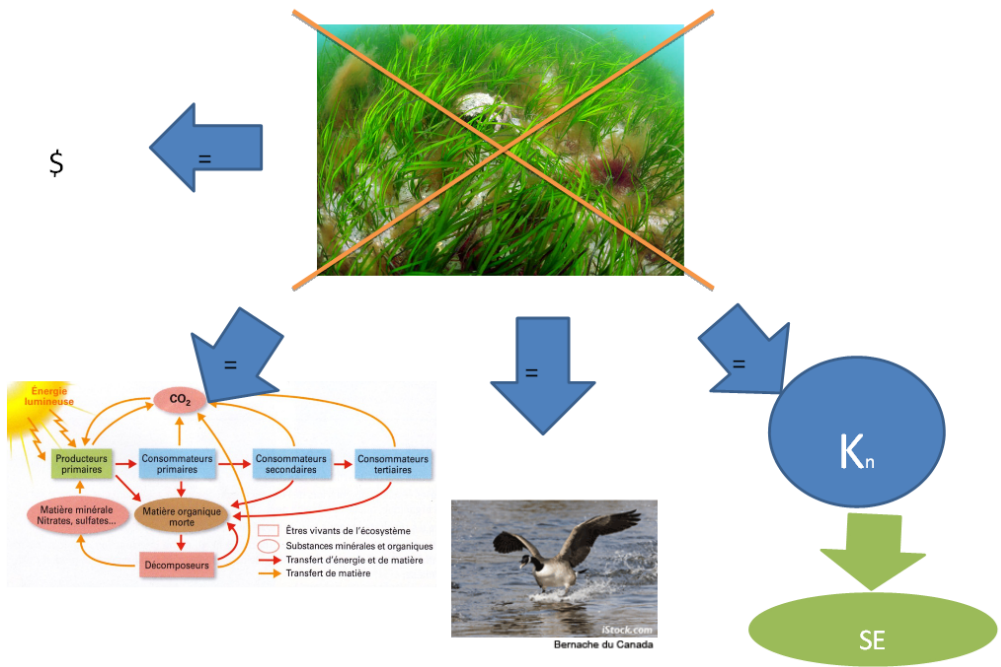 $
=
=
=
=
Énergie
lumineuse
CO₂
Producteurs
primaires
Consommateurs
primaires
Consommateurs
secondaires
Consommateurs
tertiaires
Matière minérale
Nitrates, sulfates...
Matière organique
morte
Décomposeurs
Êtres vivants de l'écosystème
Substances minérales et organiques
Transfert d'énergie et de matière
Transfert de matière
iStock.com
Bernache du Canada
Kn
SE